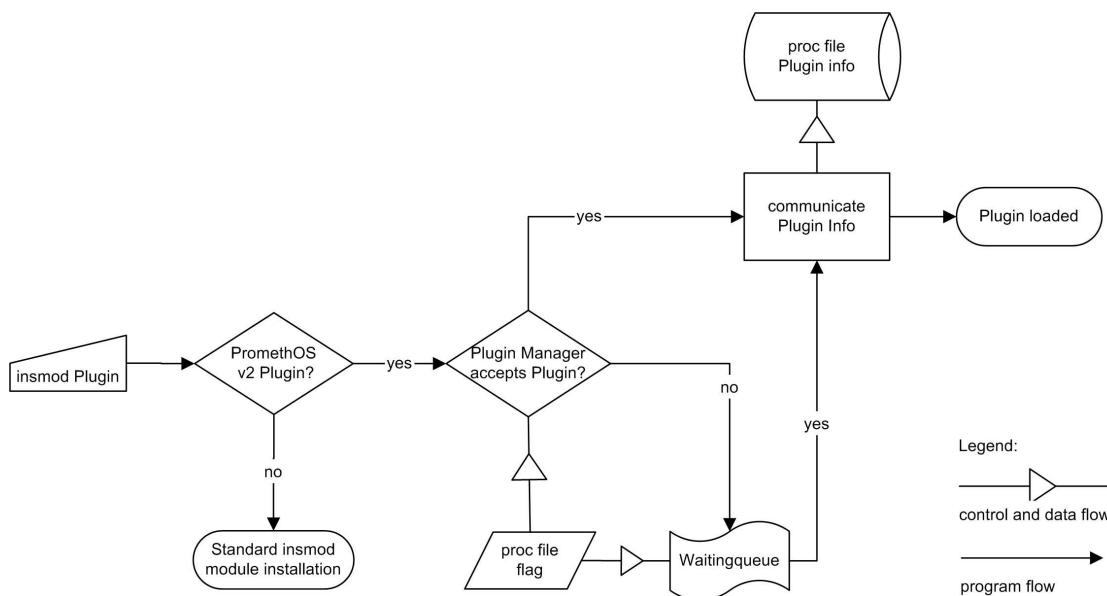 proc file
Plugin info
communicate
Plugin Info
Plugin loaded
yes
insmod Plugin
PromethOS
v2 Plugin?
yes
Plugin Manager
accepts Plugin?
no
yes
no
Standard insmod
module installation
proc file
flag
Waitingqueue
Legend:
control and data flow
program flow